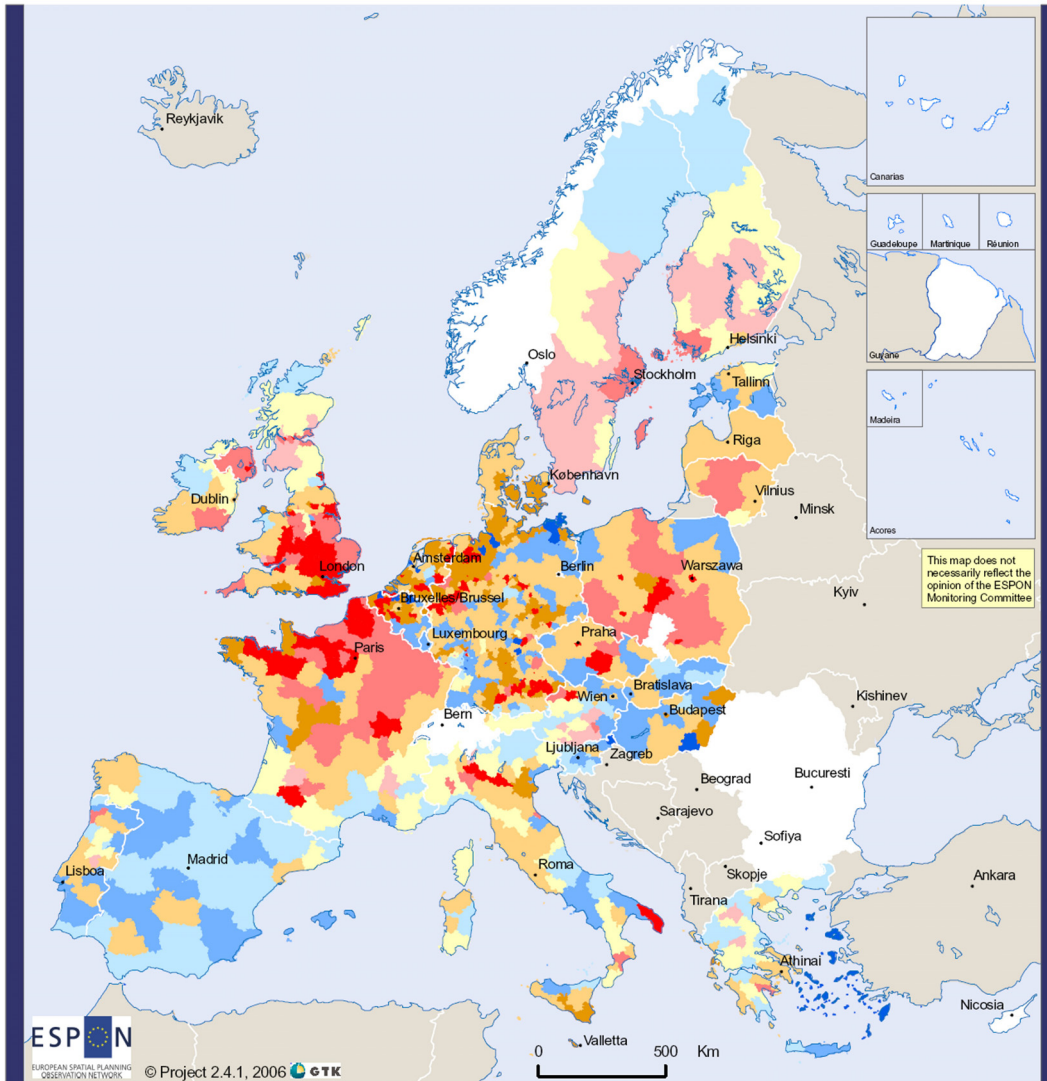 Reykjavik
Canarias
Guadeloupe
Martinique
Réunion
Guyane
Oslo
Helsinki
Stockholm
Tallinn
Madeira
Riga
København
Dublin
Vilnius
Minsk
Acores
London
Amsterdam
Berlin
Warszawa
This map does not
necessarily reflect the
opinion of the ESPON
Monitoring Committee
Bruxelles/Brussel
Kyiv
Luxembourg
Praha
Paris
Wien
Bratislava
Kishinev
Bern
Budapest
Ljubljana
Zagreb
Beograd
Bucuresti
Sarajevo
Sofiya
Madrid
Roma
Skopje
Lisboa
Tirana
Ankara
Athinai
Nicosia
Valletta
0 500 Km
ESPON
EUROPEAN SPATIAL PLANNING
OBSERVATION NETWORK
© Project 2.4.1, 2006 GTK